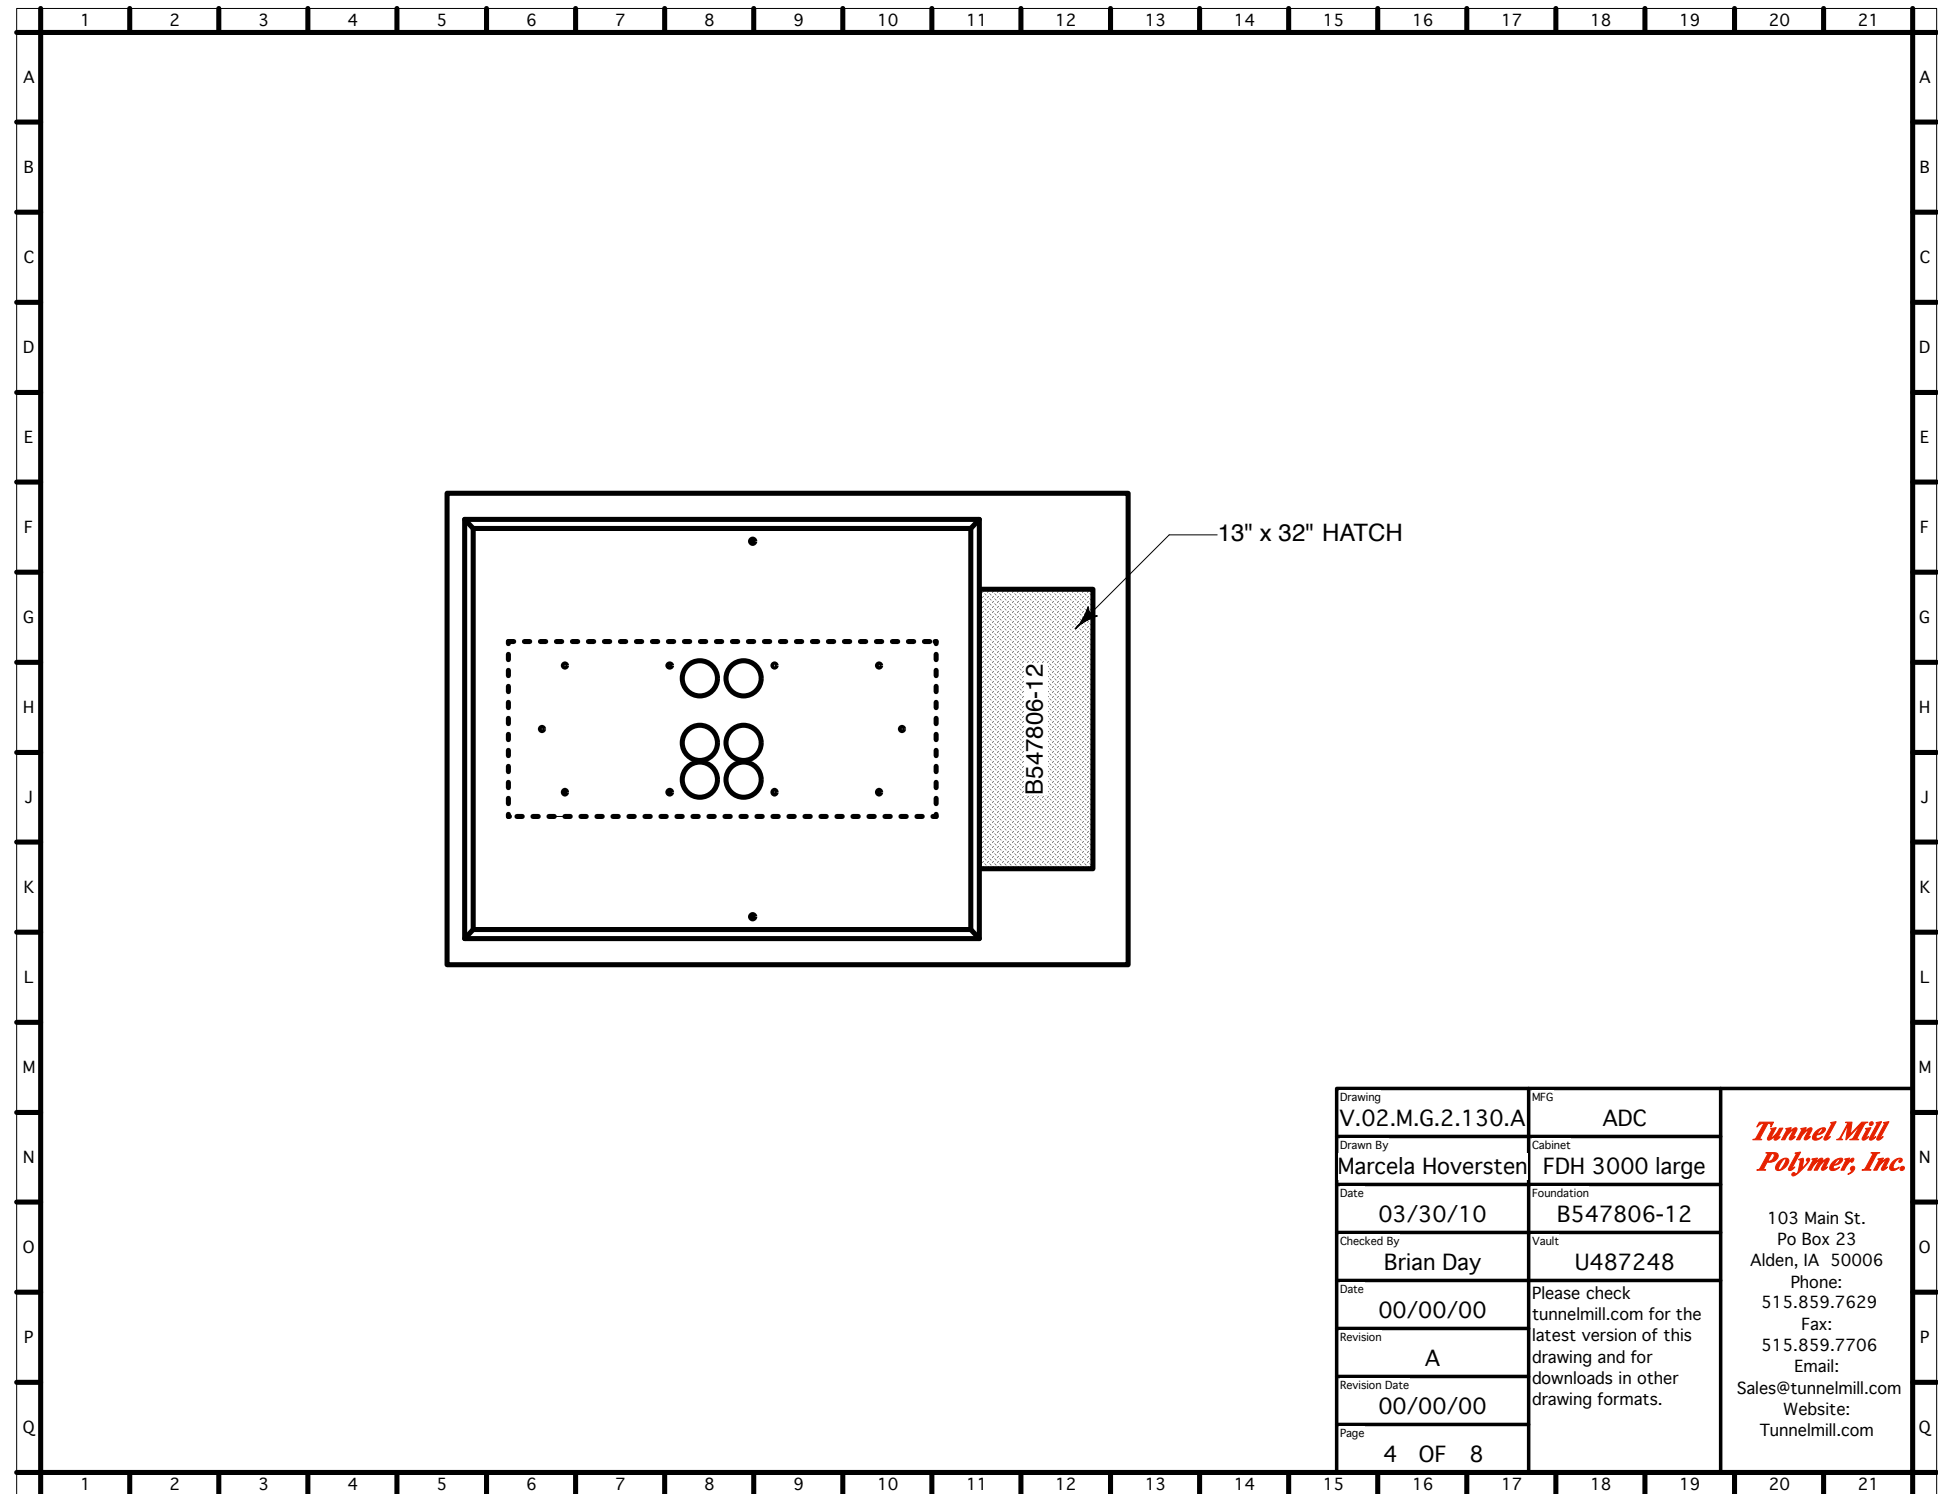 1 2 3 4 5 6 7 8 9 10 11 12 13 14 15 16 17 18 19 20 21
A A
B B
C C
D D
E E
F F
13" x 32" HATCH
G G
H H
B547806-12
J J
K K
L L
M M
N N
O O
P P
Q Q
Drawing
V.02.M.G.2.130.A
Drawn By
Marcela Hoversten
Date
03/30/10
Checked By
Brian Day
Date
00/00/00
Revision
A
Revision Date
00/00/00
Page
4 OF 8
MFG
ADC
Cabinet
FDH 3000 large
Foundation
B547806-12
Vault
U487248
Please check
tunnelmill.com for the
latest version of this
drawing and for
downloads in other
drawing formats.
Tunnel Mill
Polymer, Inc.
103 Main St.
Po Box 23
Alden, IA 50006
Phone:
515.859.7629
Fax:
515.859.7706
Email:
Sales@tunnelmill.com
Website:
Tunnelmill.com
1 2 3 4 5 6 7 8 9 10 11 12 13 14 15 16 17 18 19 20 21